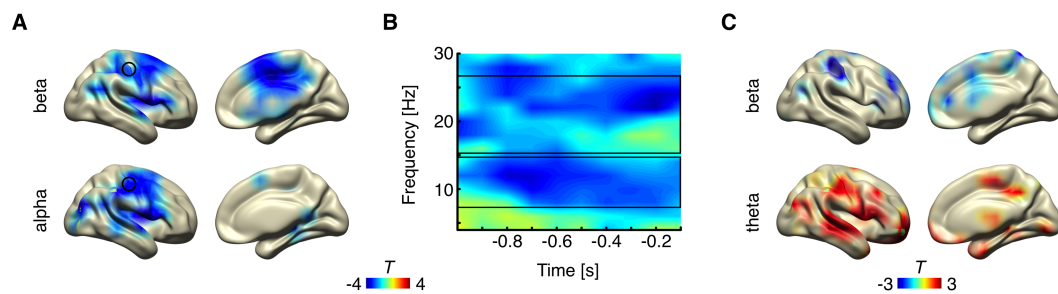 A
beta
alpha
T
-4 4
B
Frequency [Hz]
30
20
10
-0.8 -0.6 -0.4 -0.2
Time [s]
C
beta
theta
T
-3 3